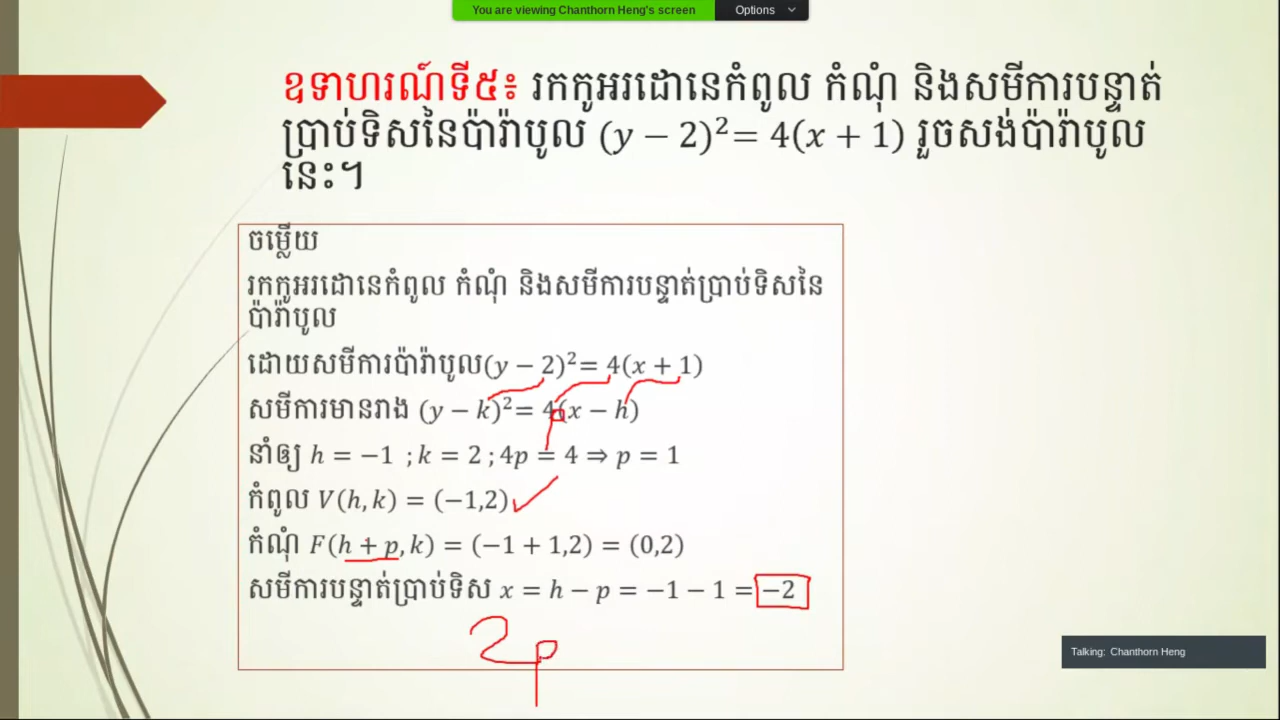 You are viewing Chanthorn Heng's screen
Options
ឧទាហរណ៍ទី៥៖ រកកូអរដោនេកំពូល កំណុំ និងសមីការបន្ទាត់
ប្រាប់ទិសនៃប៉ារ៉ាបូល (y − 2)²= 4(x + 1) រួចសង់ប៉ារ៉ាបូល
នេះ។
ចម្លើយ
រកកូអរដោនេកំពូល កំណុំ និងសមីការបន្ទាត់ប្រាប់ទិសនៃ
ប៉ារ៉ាបូល
ដោយសមីការប៉ារ៉ាបូល(y − 2)²= 4(x + 1)
សមីការមានរាង (y − k)²= 4p(x − h)
នាំឲ្យ h = −1 ; k = 2 ; 4p = 4 ⇒ p = 1
កំពូល V(h, k) = (−1,2)
កំណុំ F(h + p, k) = (−1 + 1,2) = (0,2)
សមីការបន្ទាត់ប្រាប់ទិស x = h − p = −1 − 1 = −2
2p
Talking: Chanthorn Heng